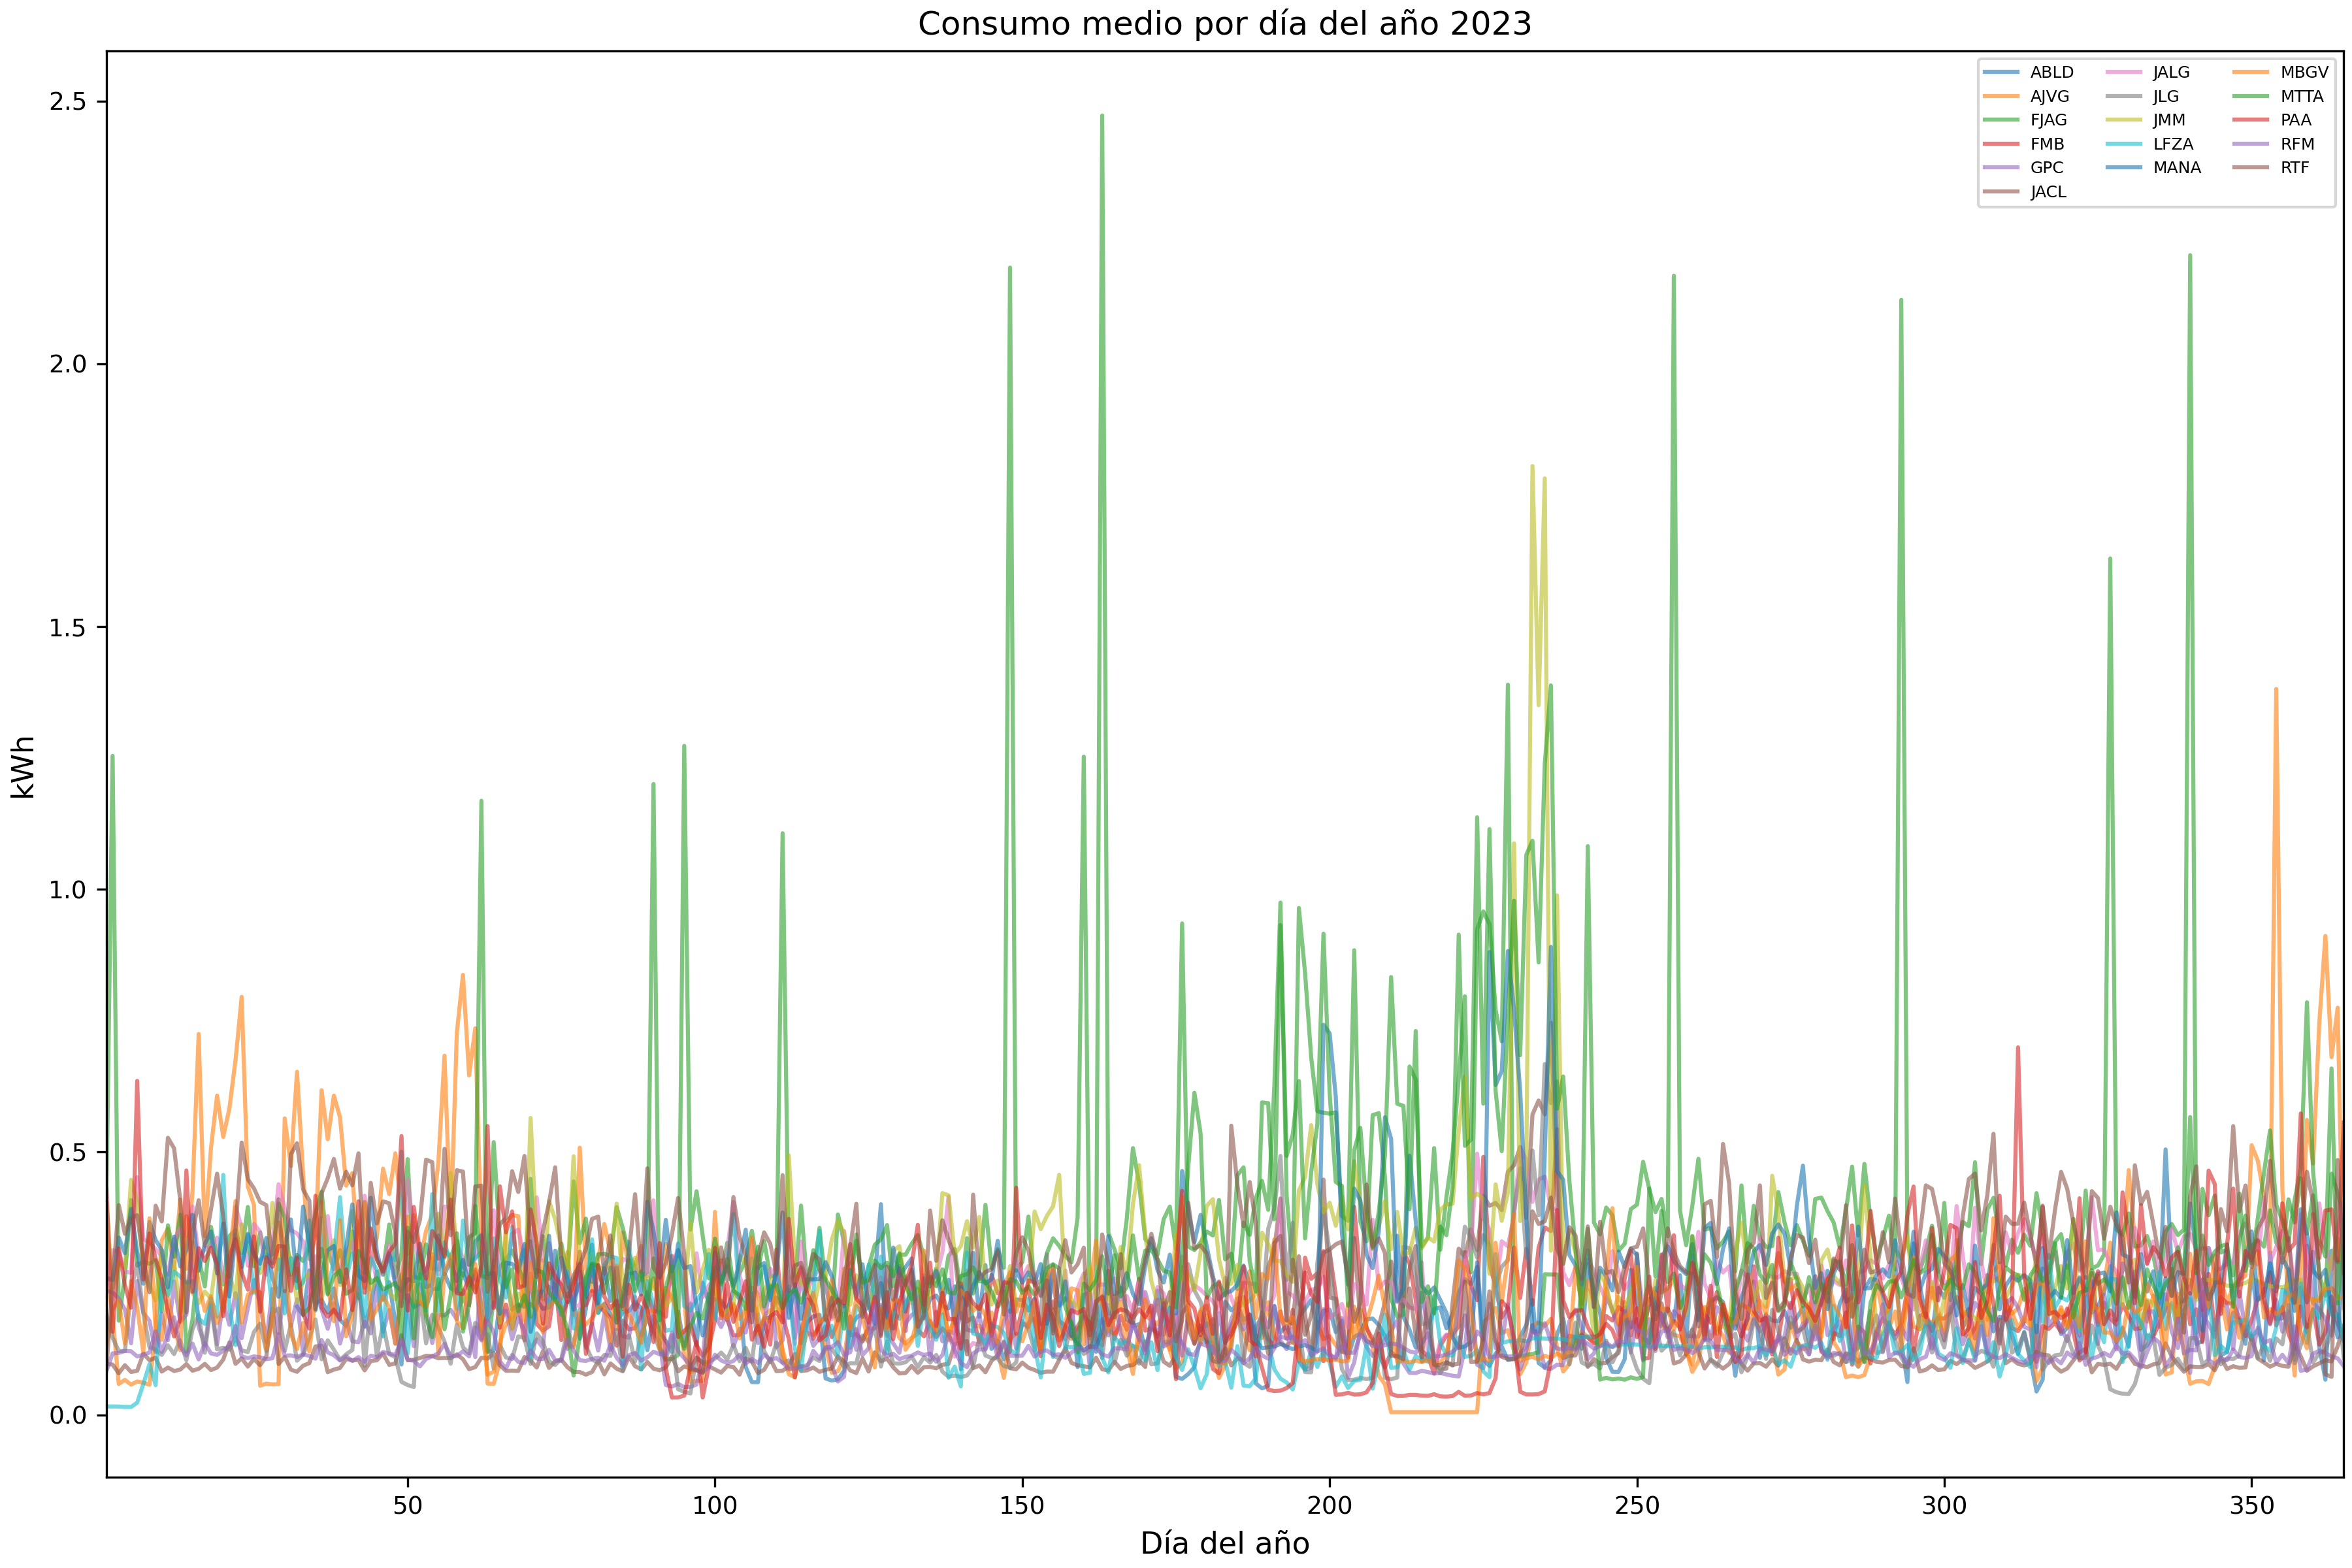 Consumo medio por día del año 2023
kWh
2.5
2.0
1.5
1.0
0.5
0.0
50
100
150
200
250
300
350
Día del año
ABLD
AJVG
FJAG
FMB
GPC
JACL
JALG
JLG
JMM
LFZA
MANA
MBGV
MTTA
PAA
RFM
RTF